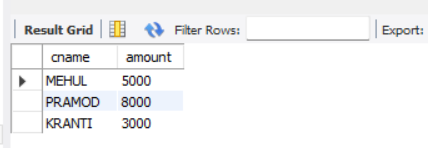 Result Grid Filter Rows: Export:
cname amount
MEHUL 5000
PRAMOD 8000
KRANTI 3000